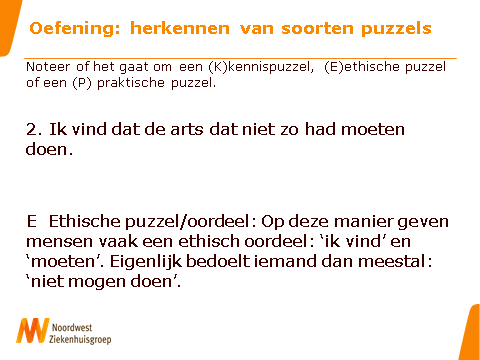 Oefening: herkennen van soorten puzzels
Noteer of het gaat om een (K)kennispuzzel, (E)ethische puzzel
of een (P) praktische puzzel.
2. Ik vind dat de arts dat niet zo had moeten
doen.
E Ethische puzzel/oordeel: Op deze manier geven
mensen vaak een ethisch oordeel: ‘ik vind’ en
‘moeten’. Eigenlijk bedoelt iemand dan meestal:
‘niet mogen doen’.
Noordwest
Ziekenhuisgroep